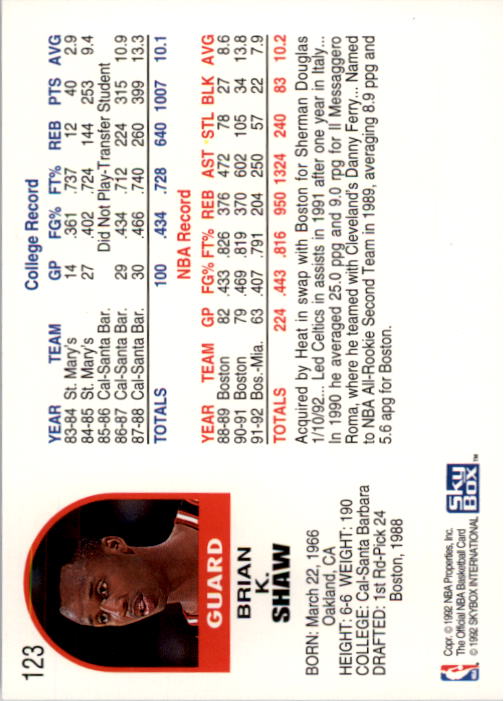 123
GUARD
BRIAN
K.
SHAW
BORN: March 22, 1966
Oakland, CA
HEIGHT: 6-6 WEIGHT: 190
COLLEGE: Cal-Santa Barbara
DRAFTED: 1st Rd-Pick 24
Boston, 1988
Copr. © 1992 NBA Properties, Inc.
The Official NBA Basketball Card
© 1992 SKYBOX INTERNATIONAL
NBA
SkyBox™
College Record
YEAR TEAM GP FG% FT% REB PTS AVG
83-84 St. Mary's 14 .361 .737 12 40 2.9
84-85 St. Mary's 27 .402 .724 144 253 9.4
85-86 Cal-Santa Bar. Did Not Play-Transfer Student
86-87 Cal-Santa Bar. 29 .434 .712 224 315 10.9
87-88 Cal-Santa Bar. 30 .466 .740 260 399 13.3
TOTALS 100 .434 .728 640 1007 10.1
NBA Record
YEAR TEAM GP FG% FT% REB AST STL BLK AVG
88-89 Boston 82 .433 .826 376 472 78 27 8.6
90-91 Boston 79 .469 .819 370 602 105 34 13.8
91-92 Bos.-Mia. 63 .407 .791 204 250 57 22 7.9
TOTALS 224 .443 .816 950 1324 240 83 10.2
Acquired by Heat in swap with Boston for Sherman Douglas
1/10/92... Led Celtics in assists in 1991 after one year in Italy...
In 1990 he averaged 25.0 ppg and 9.0 rpg for Il Messaggero
Roma, where he teamed with Cleveland's Danny Ferry... Named
to NBA All-Rookie Second Team in 1989, averaging 8.9 ppg and
5.6 apg for Boston.